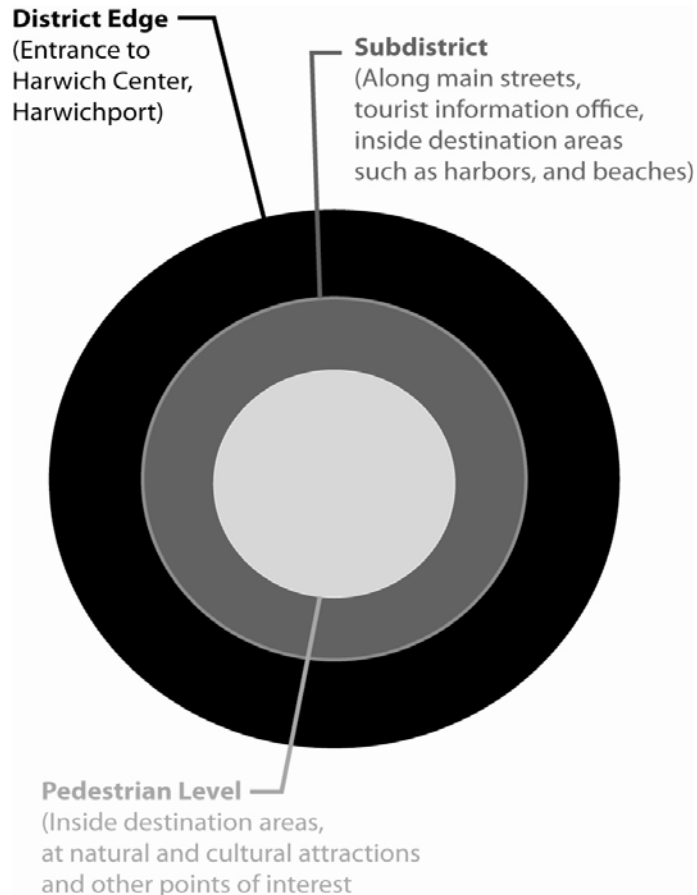 District Edge
(Entrance to
Harwich Center,
Harwichport)
Subdistrict
(Along main streets,
tourist information office,
inside destination areas
such as harbors, and beaches)
Pedestrian Level
(Inside destination areas,
at natural and cultural attractions
and other points of interest